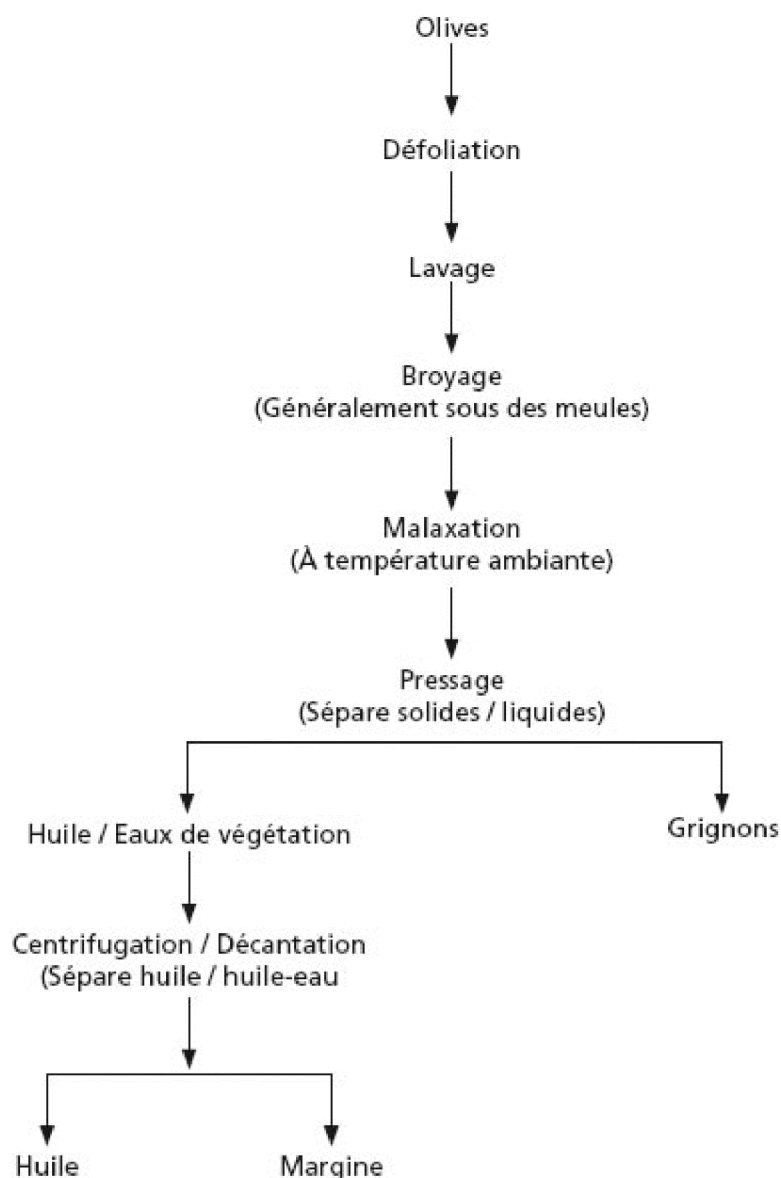 Olives
Défoliation
Lavage
Broyage
(Généralement sous des meules)
Malaxation
(À température ambiante)
Pressage
(Sépare solides / liquides)
Huile / Eaux de végétation
Grignons
Centrifugation / Décantation
(Sépare huile / huile-eau
Huile
Margine